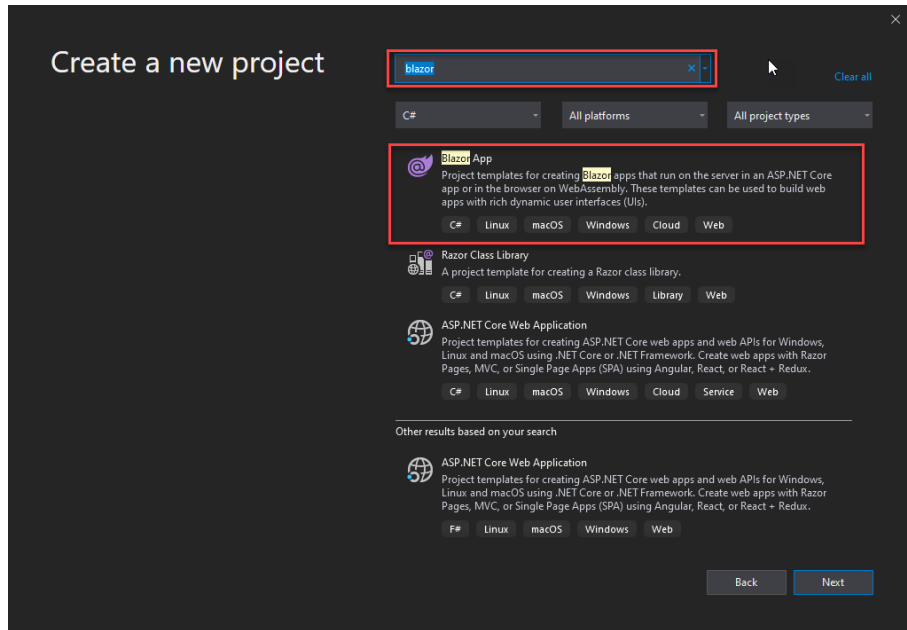 Create a new project
blazor
Clear all
C#
All platforms
All project types
Blazor App
Project templates for creating Blazor apps that run on the server in an ASP.NET Core
app or in the browser on WebAssembly. These templates can be used to build web
apps with rich dynamic user interfaces (UIs).
C# Linux macOS Windows Cloud Web
Razor Class Library
A project template for creating a Razor class library.
C# Linux macOS Windows Library Web
ASP.NET Core Web Application
Project templates for creating ASP.NET Core web apps and web APIs for Windows,
Linux and macOS using .NET Core or .NET Framework. Create web apps with Razor
Pages, MVC, or Single Page Apps (SPA) using Angular, React, or React + Redux.
C# Linux macOS Windows Cloud Service Web
Other results based on your search
ASP.NET Core Web Application
Project templates for creating ASP.NET Core web apps and web APIs for Windows,
Linux and macOS using .NET Core or .NET Framework. Create web apps with Razor
Pages, MVC, or Single Page Apps (SPA) using Angular, React, or React + Redux.
F# Linux macOS Windows Web
Back Next